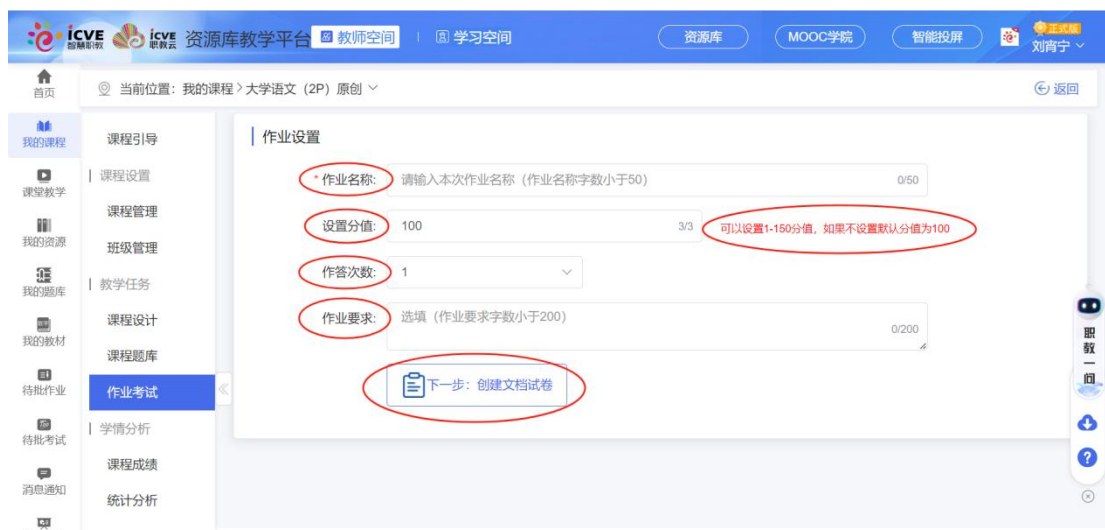 icve 智慧职教 icve 职教云 资源库教学平台 教师空间 学习空间 资源库 MOOC学院 智能投屏 正式版 刘宵宁
首页
当前位置: 我的课程 > 大学语文 (2P) 原创
返回
我的课程
课堂教学
我的资源
我的题库
我的教材
待批作业
待批考试
消息通知
课程引导
课程设置
课程管理
班级管理
教学任务
课程设计
课程题库
作业考试
学情分析
课程成绩
统计分析
作业设置
*作业名称: 请输入本次作业名称 (作业名称字数小于50) 0/50
设置分值: 100 3/3 可以设置1-150分值, 如果不设置默认分值为100
作答次数: 1
作业要求: 选填 (作业要求字数小于200) 0/200
下一步: 创建文档试卷
职教一问